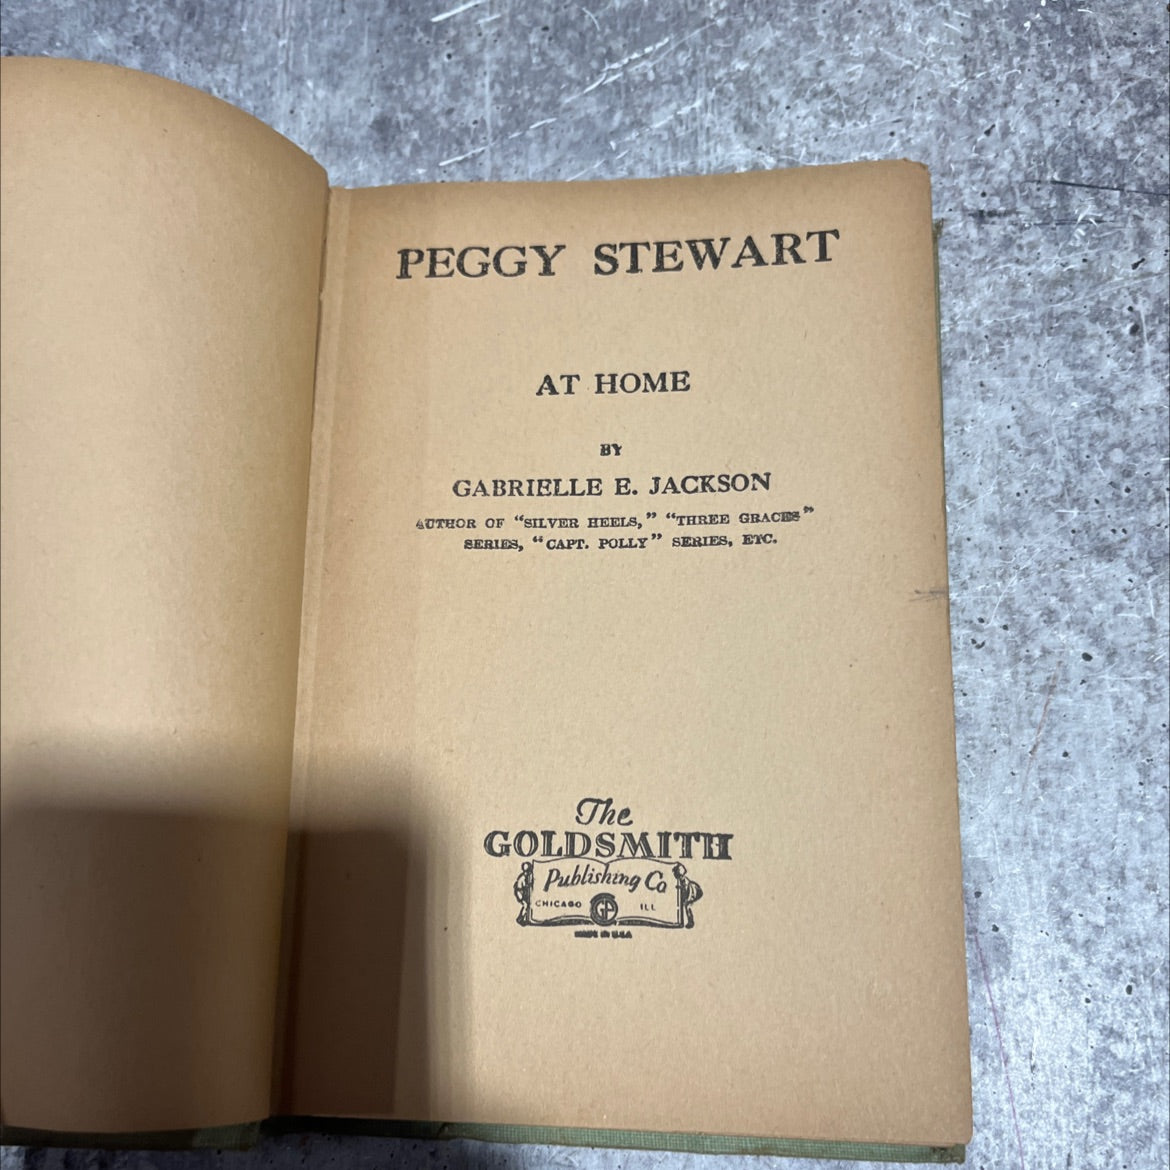 PEGGY STEWART
AT HOME
BY
GABRIELLE E. JACKSON
AUTHOR OF "SILVER HEELS," "THREE GRACES"
SERIES, "CAPT. POLLY" SERIES, ETC.
The
GOLDSMITH
Publishing Co
CHICAGO GP ILL
MADE IN U.S.A